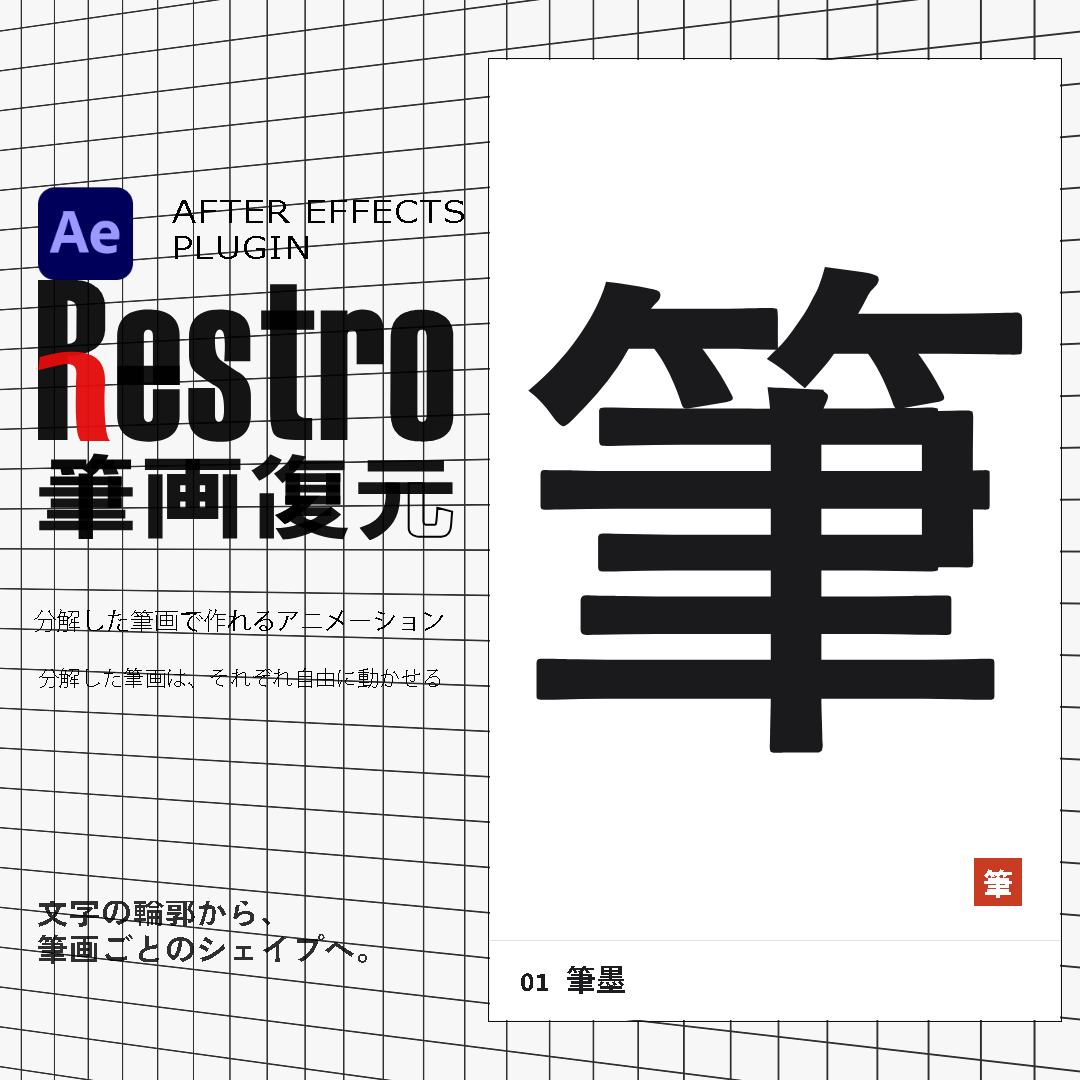 Ae
AFTER EFFECTS
PLUGIN
Restro
筆画復元
分解した筆画で作れるアニメーション
分解した筆画は、それぞれ自由に動かせる
文字の輪郭から、
筆画ごとのシェイプへ。
筆
筆
01 筆墨